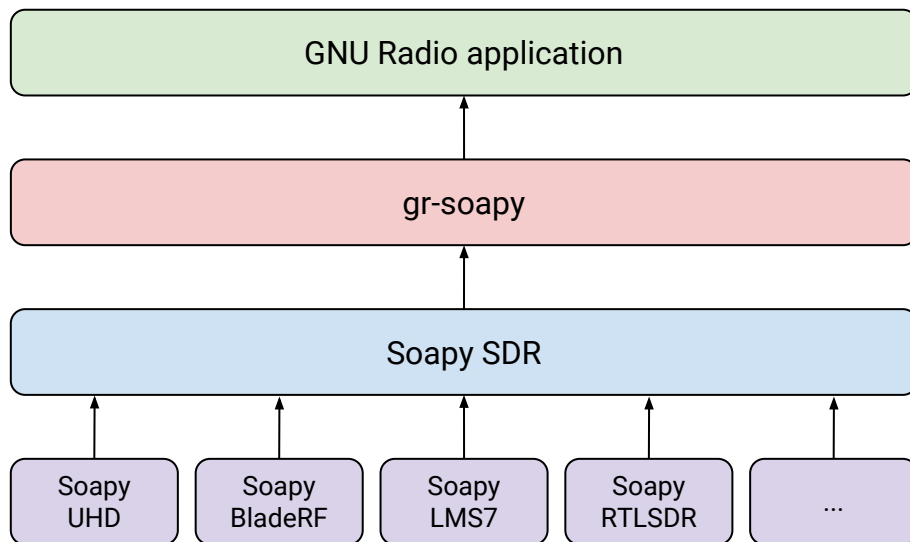 GNU Radio application
gr-soapy
Soapy SDR
Soapy
UHD
Soapy
BladeRF
Soapy
LMS7
Soapy
RTLSDR
...